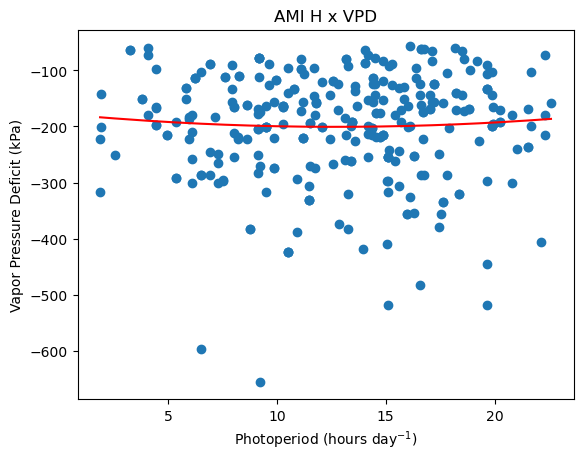 AMI H x VPD
Vapor Pressure Deficit (kPa)
−100
−200
−300
−400
−500
−600
5 10 15 20
Photoperiod (hours day⁻¹)